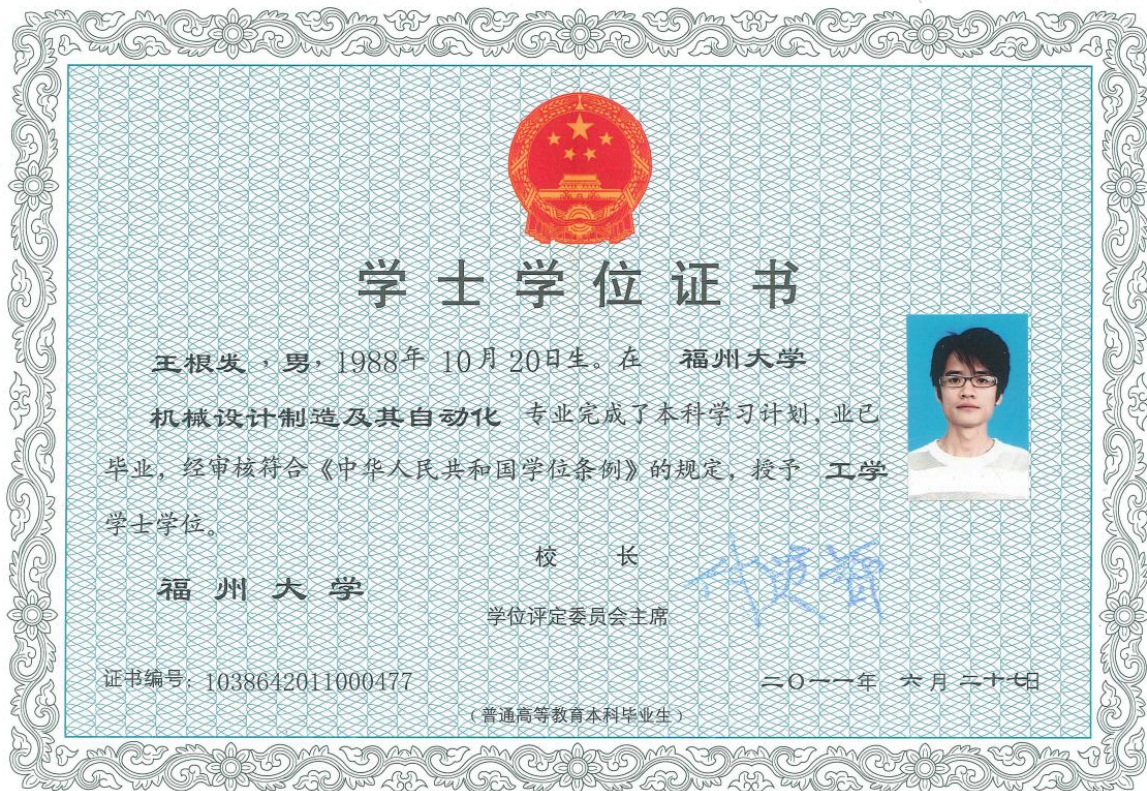 学士学位证书
王根发，男，1988年 10月 20日生。在 福州大学
机械设计制造及其自动化 专业完成了本科学习计划，业已
毕业，经审核符合《中华人民共和国学位条例》的规定，授予 工学
学士学位。
校 长
福州大学
学位评定委员会主席
证书编号：1038642011000477
二〇一一年 六月 二十七日
（普通高等教育本科毕业生）